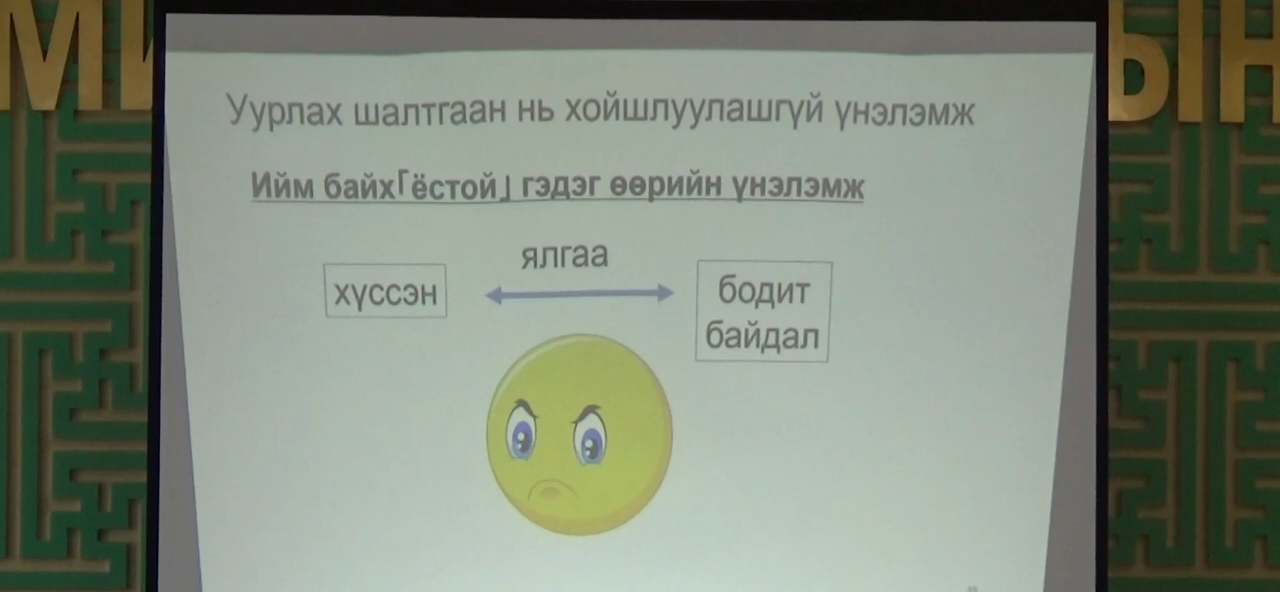 Уурлах шалтгаан нь хойшлуулашгүй үнэлэмж
Ийм байх「ёстой」гэдэг өөрийн үнэлэмж
ялгаа
хүссэн
бодит
байдал